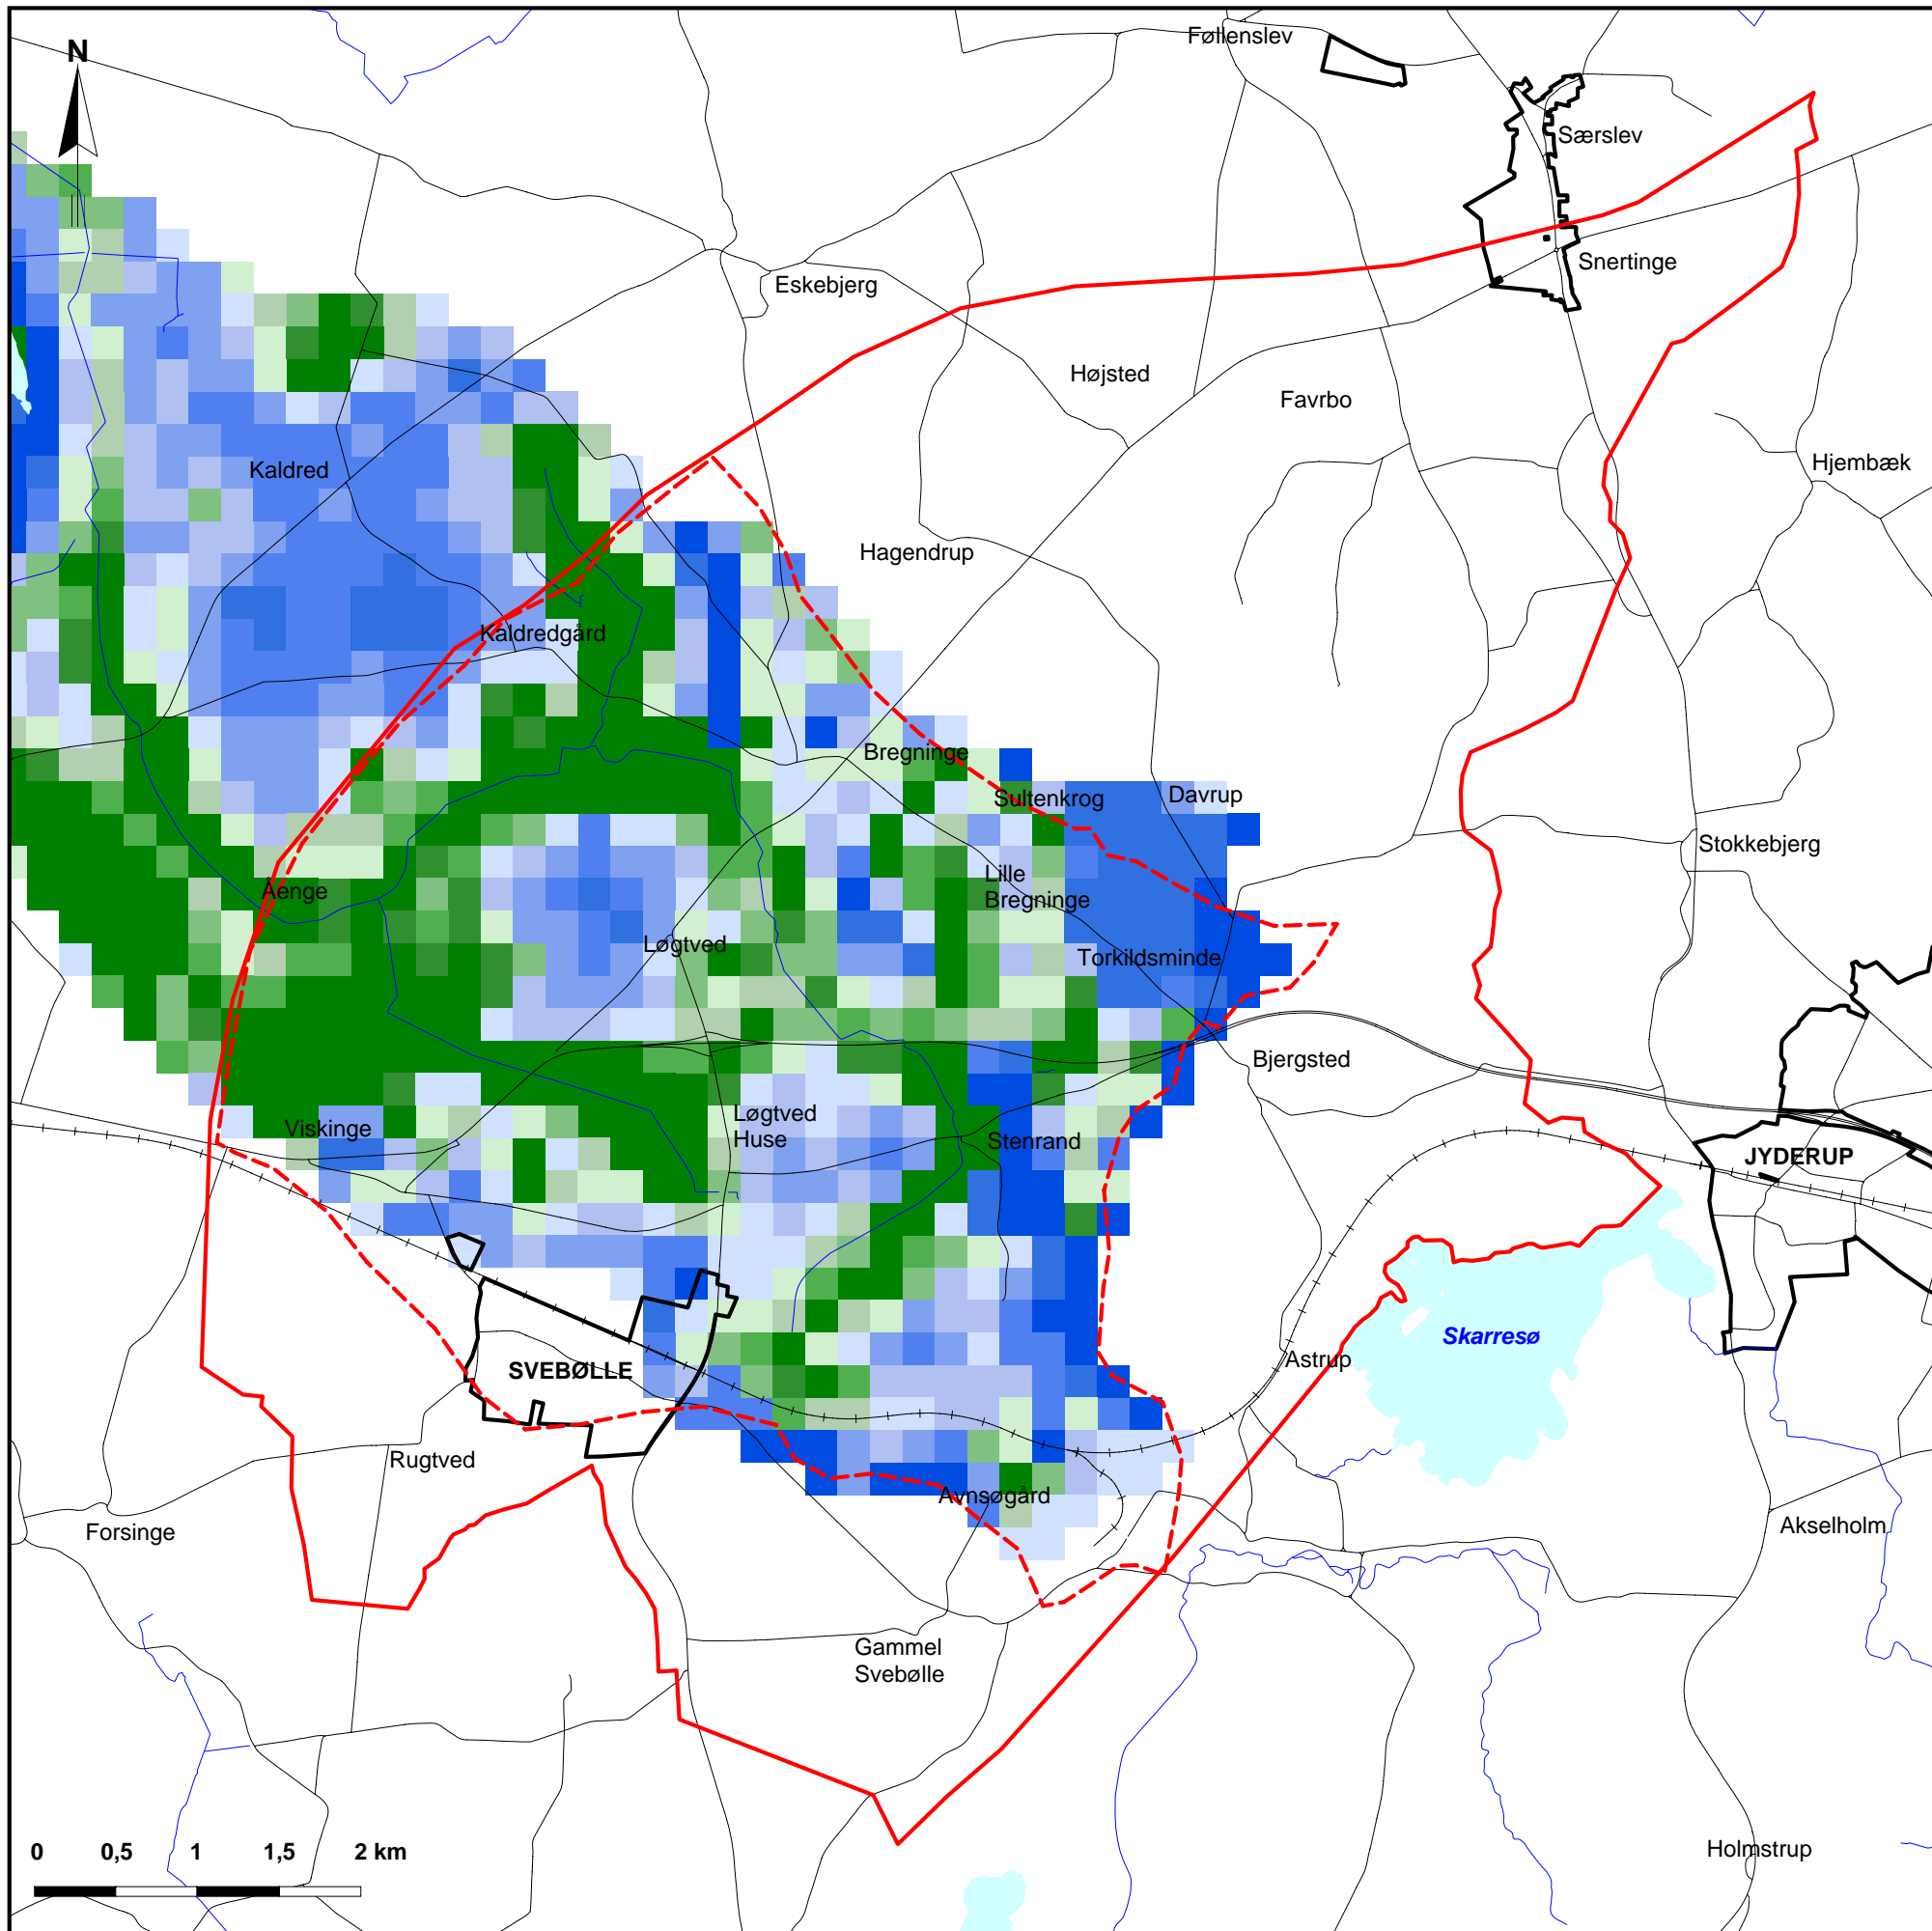 Føllenslev
N
Særslev
Snertinge
Eskebjerg
Højsted
Favrbo
Kaldred
Hjembæk
Hagendrup
Kaldredgård
Bregninge
Sultenkrog
Davrup
Stokkebjerg
Lille
Bregninge
Aenge
Løgtved
Torkildsminde
Bjergsted
Løgtved
Huse
Viskinge
Stenrand
JYDERUP
Skarresø
Astrup
SVEBØLLE
Rugtved
Avnsøgård
Forsinge
Akselholm
Gammel
Svebølle
Holmstrup
0 0,5 1 1,5 2 km